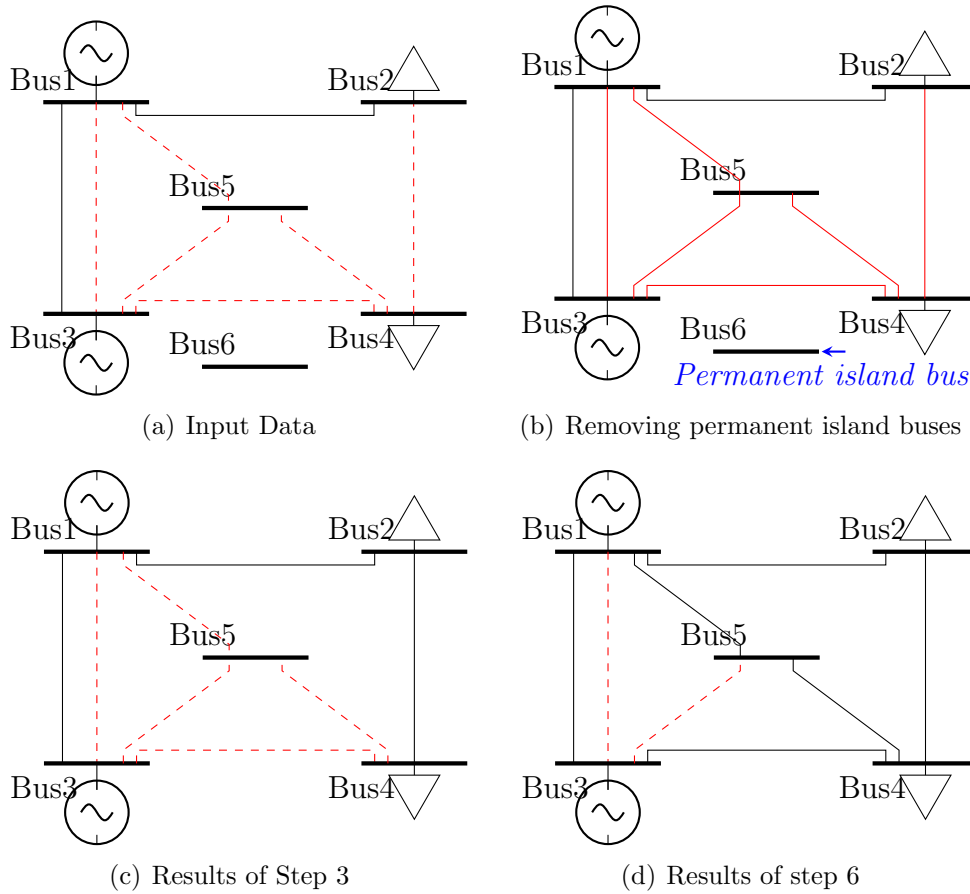 Bus1
Bus2
Bus5
Bus3
Bus4
Bus6
(a) Input Data
Bus1
Bus2
Bus5
Bus3
Bus4
Bus6
Permanent island bus
(b) Removing permanent island buses
Bus1
Bus2
Bus5
Bus3
Bus4
(c) Results of Step 3
Bus1
Bus2
Bus5
Bus3
Bus4
(d) Results of step 6